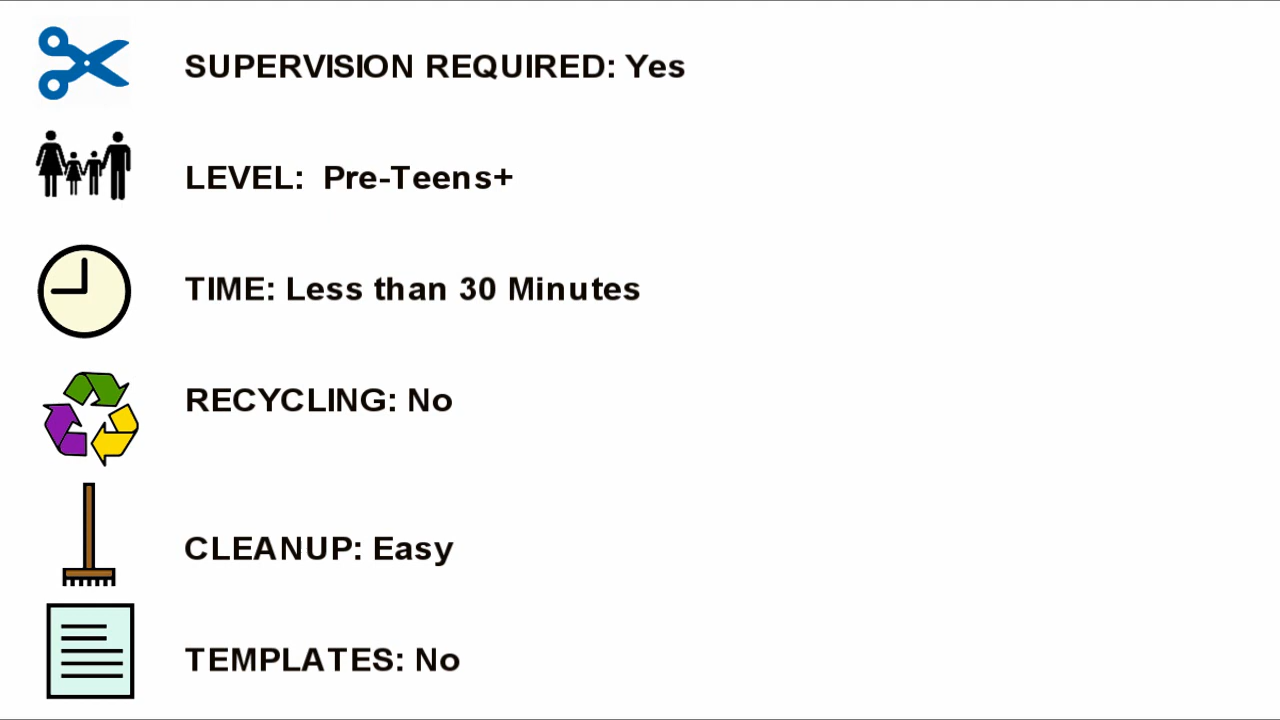 SUPERVISION REQUIRED: Yes
LEVEL: Pre-Teens+
TIME: Less than 30 Minutes
RECYCLING: No
CLEANUP: Easy
TEMPLATES: No